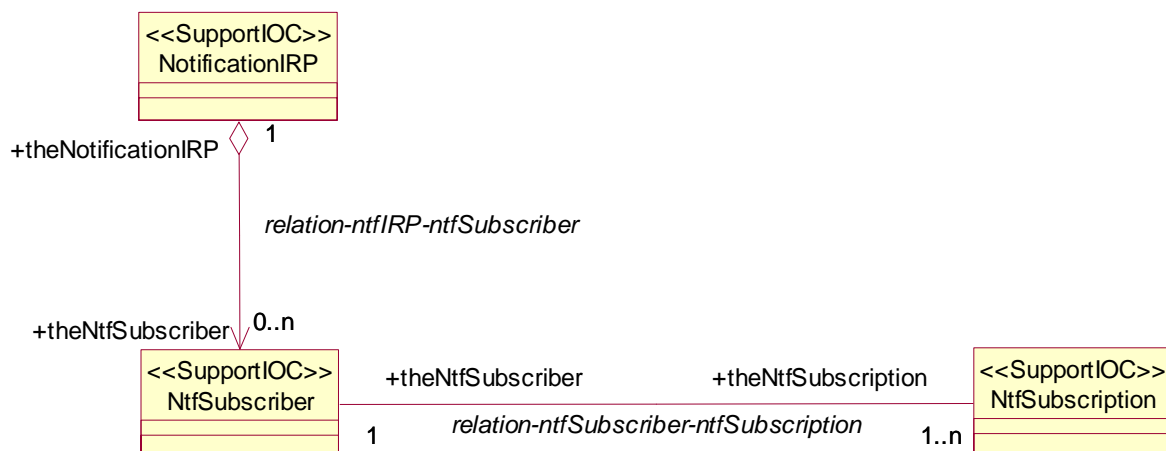 <<SupportIOC>>
NotificationIRP
1
+theNotificationIRP
relation-ntfIRP-ntfSubscriber
+theNtfSubscriber
0..n
<<SupportIOC>>
NtfSubscriber
+theNtfSubscriber
+theNtfSubscription
<<SupportIOC>>
NtfSubscription
1
relation-ntfSubscriber-ntfSubscription
1..n